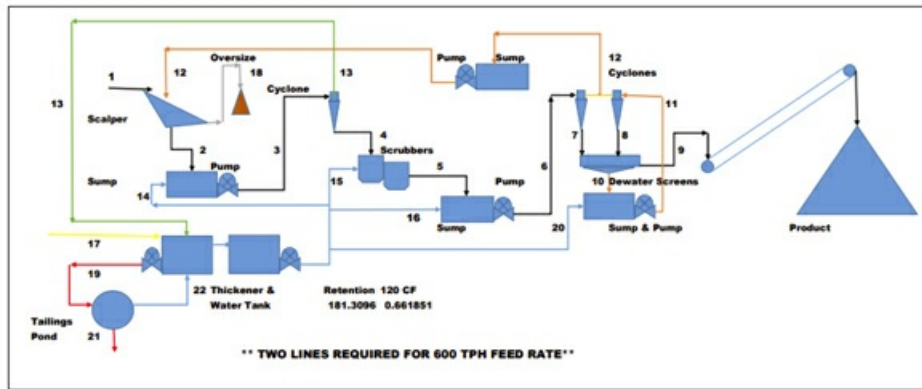 Pump Sump 12
1 12 Oversize 18 13 Cyclones
13 Cyclone 11
Scalper 7 8
2 3 4 6 9
Scrubbers
Pump 5 10 Dewater Screens
Sump 15 Pump
14 16 20
Sump Sump & Pump Product
17
19 22 Thickener & Retention 120 CF
Water Tank 181.3096 0.661851
Tailings
Pond 21
** TWO LINES REQUIRED FOR 600 TPH FEED RATE**